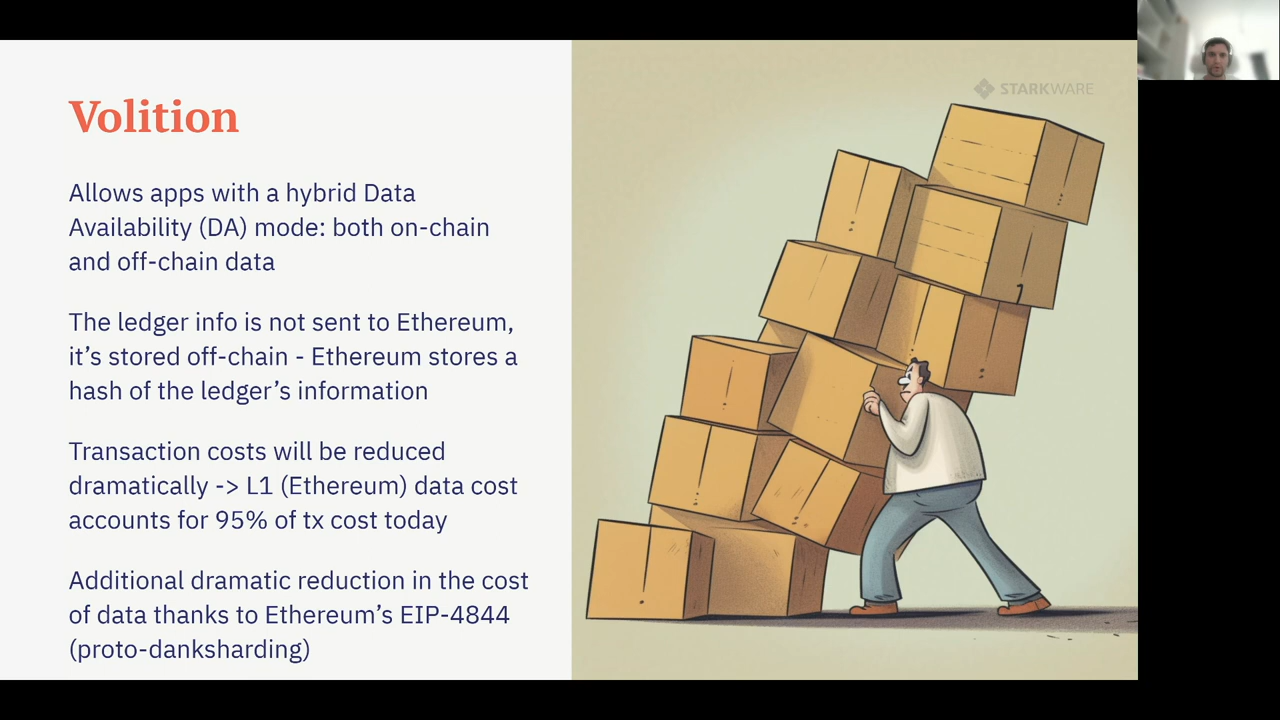 Volition
Allows apps with a hybrid Data
Availability (DA) mode: both on-chain
and off-chain data
The ledger info is not sent to Ethereum,
it's stored off-chain - Ethereum stores a
hash of the ledger's information
Transaction costs will be reduced
dramatically -> L1 (Ethereum) data cost
accounts for 95% of tx cost today
Additional dramatic reduction in the cost
of data thanks to Ethereum's EIP-4844
(proto-danksharding)
STARKWARE